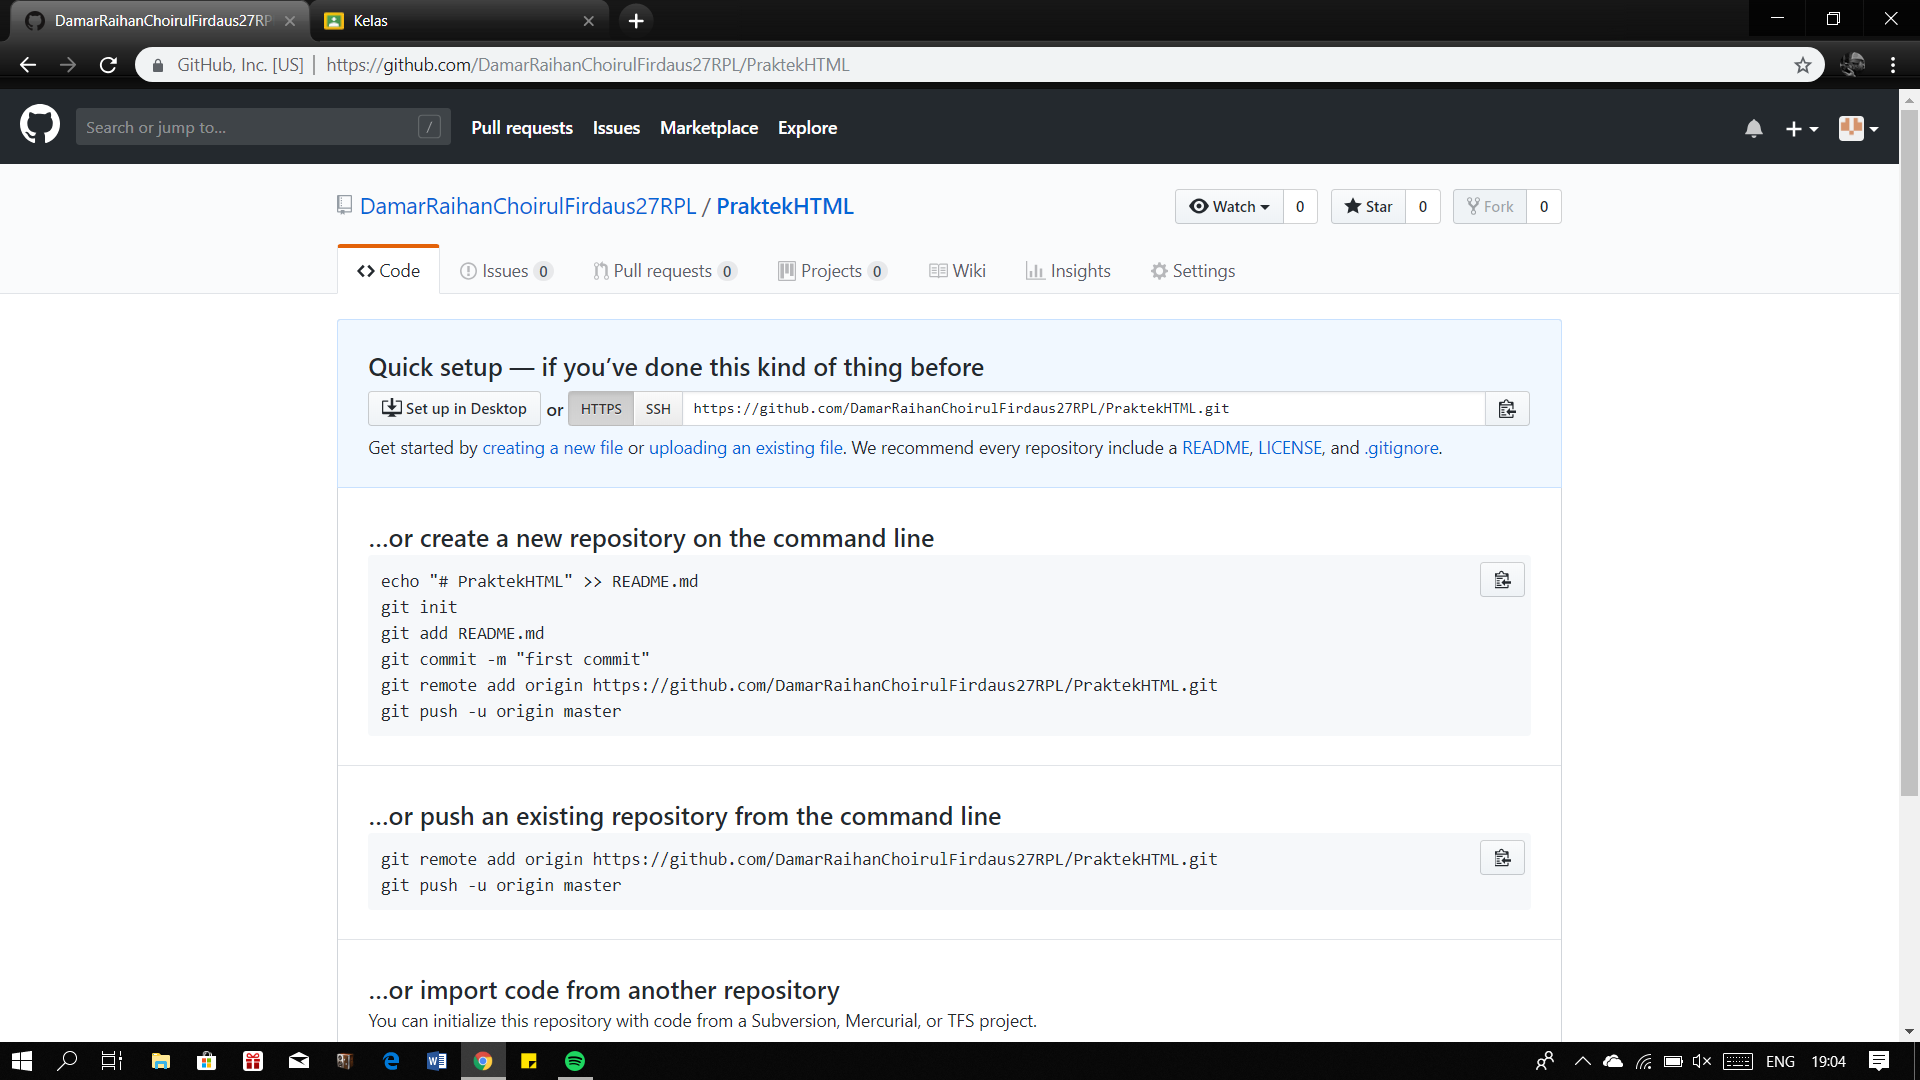 DamarRaihanChoirulFirdaus27RP
Kelas
GitHub, Inc. [US] | https://github.com/DamarRaihanChoirulFirdaus27RPL/PraktekHTML
Search or jump to...
/
Pull requests Issues Marketplace Explore
DamarRaihanChoirulFirdaus27RPL / PraktekHTML
Watch 0 Star 0 Fork 0
<> Code Issues 0 Pull requests 0 Projects 0 Wiki Insights Settings
Quick setup — if you’ve done this kind of thing before
Set up in Desktop or HTTPS SSH https://github.com/DamarRaihanChoirulFirdaus27RPL/PraktekHTML.git
Get started by creating a new file or uploading an existing file. We recommend every repository include a README, LICENSE, and .gitignore.
…or create a new repository on the command line
echo "# PraktekHTML" >> README.md
git init
git add README.md
git commit -m "first commit"
git remote add origin https://github.com/DamarRaihanChoirulFirdaus27RPL/PraktekHTML.git
git push -u origin master
…or push an existing repository from the command line
git remote add origin https://github.com/DamarRaihanChoirulFirdaus27RPL/PraktekHTML.git
git push -u origin master
…or import code from another repository
You can initialize this repository with code from a Subversion, Mercurial, or TFS project.
ENG 19:04